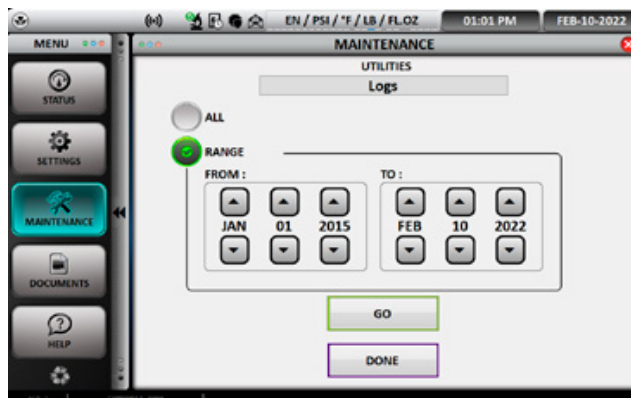 EN / PSI / °F / LB / FL.OZ 01:01 PM FEB-10-2022
MENU
MAINTENANCE
UTILITIES
Logs
STATUS
SETTINGS
MAINTENANCE
DOCUMENTS
HELP
ALL
RANGE
FROM :
JAN 01 2015
TO :
FEB 10 2022
GO
DONE